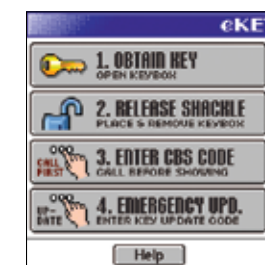 eKE
1. OBTAIN KEY
OPEN KEYBOX
2. RELEASE SHACKLE
PLACE & REMOVE KEYBOX
CALL FIRST
3. ENTER CBS CODE
CALL BEFORE SHOWING
UP-DATE
4. EMERGENCY UPD.
ENTER KEY UPDATE CODE
Help